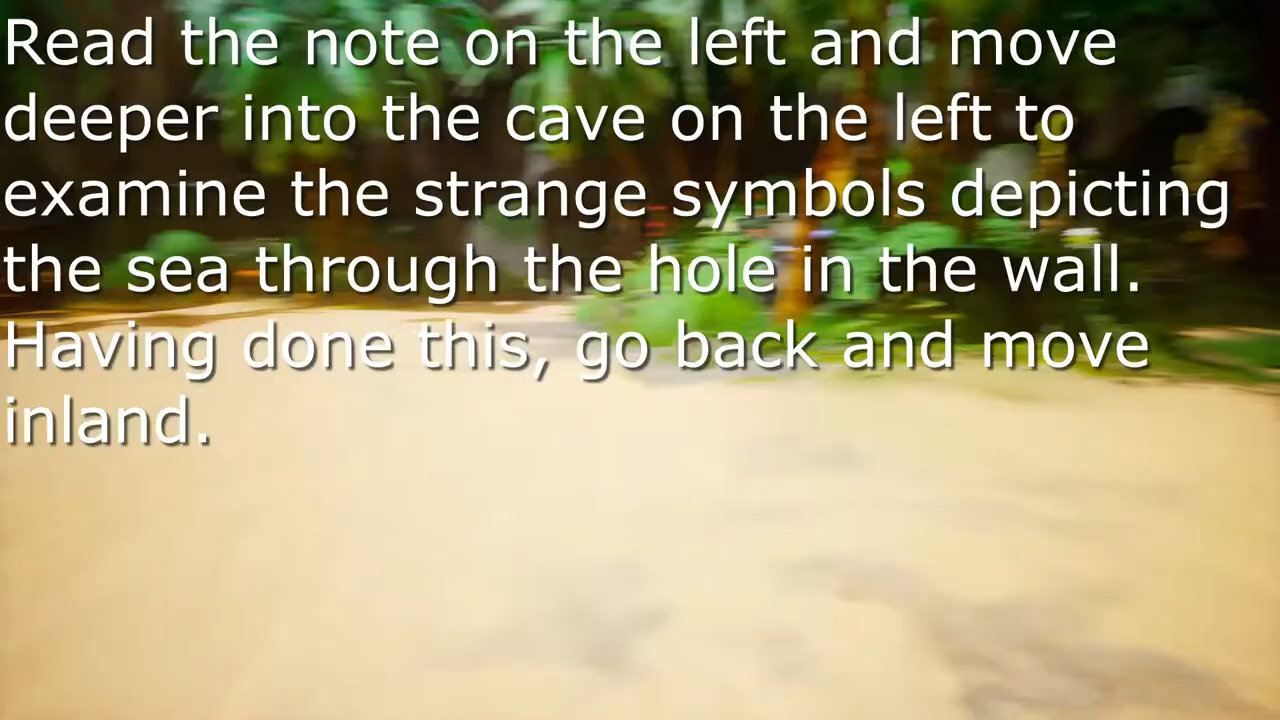 Read the note on the left and move
deeper into the cave on the left to
examine the strange symbols depicting
the sea through the hole in the wall.
Having done this, go back and move
inland.